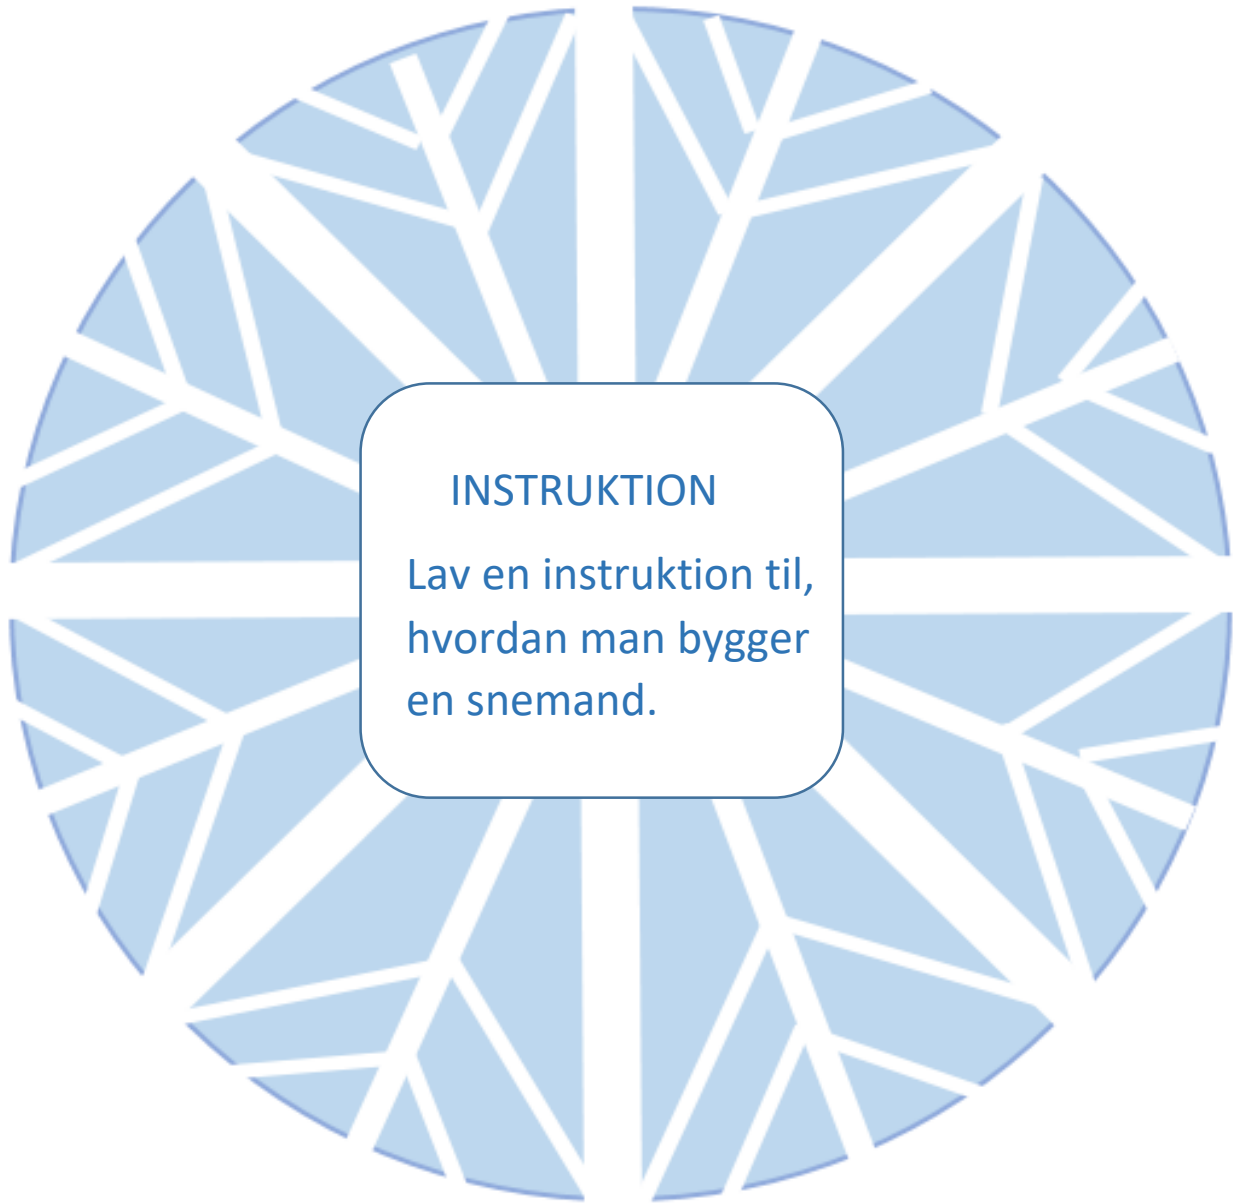 INSTRUKTION
Lav en instruktion til,
hvordan man bygger
en snemand.